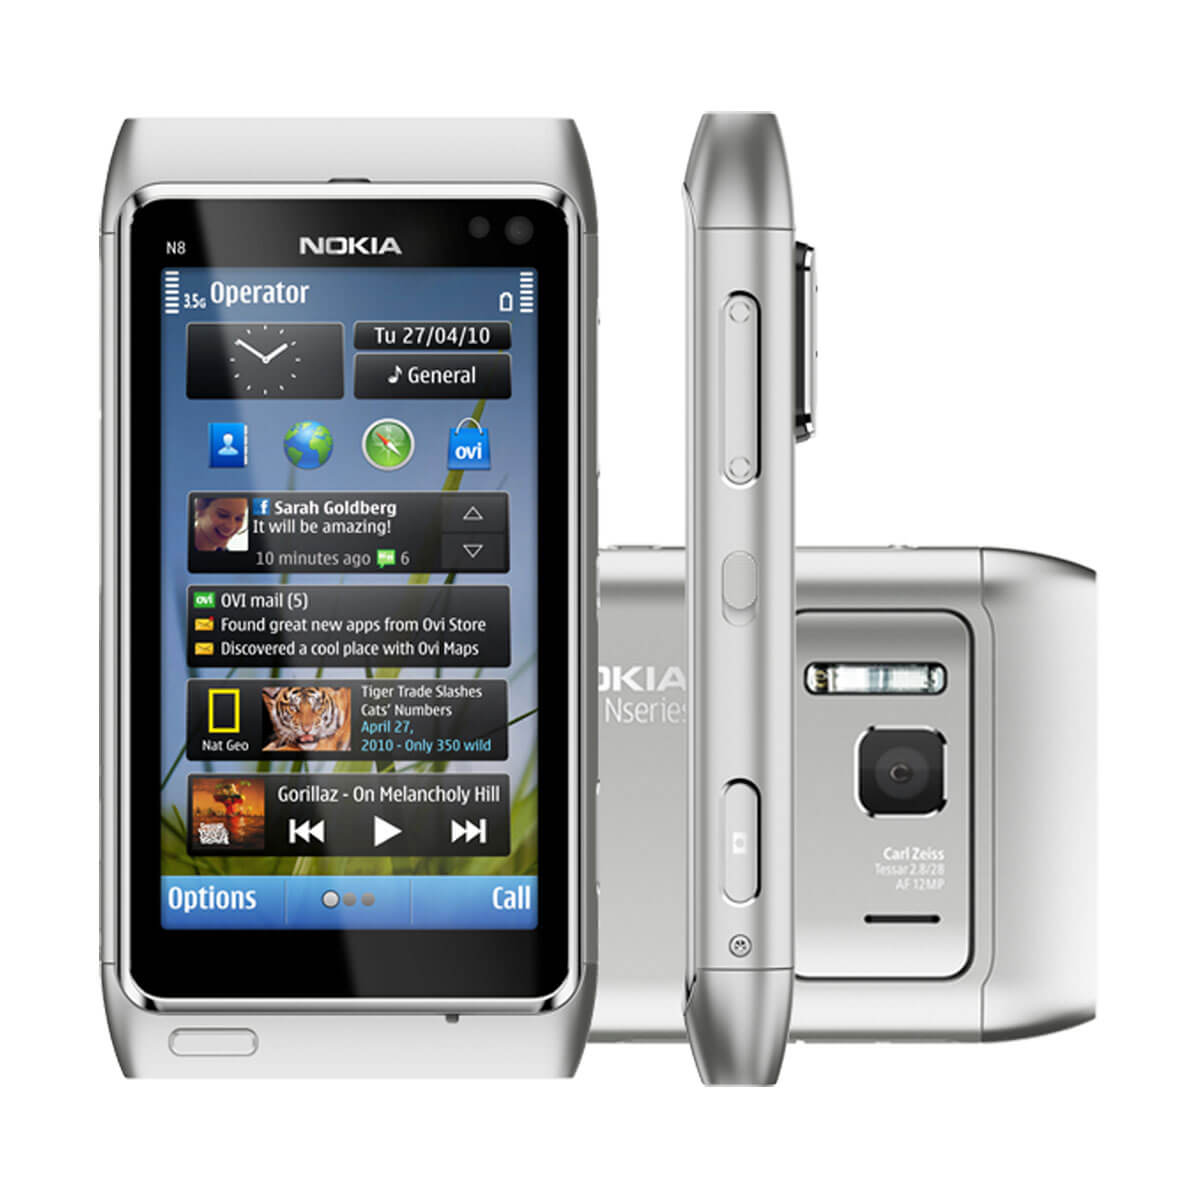 N8
NOKIA
3.5G Operator
Tu 27/04/10
General
ovi
f Sarah Goldberg
It will be amazing!
10 minutes ago 6
ovi OVI mail (5)
Found great new apps from Ovi Store
Discovered a cool place with Ovi Maps
Tiger Trade Slashes
Cats' Numbers
April 27,
2010 - Only 350 wild
Nat Geo
Gorillaz - On Melancholy Hill
Options
Call
OKIA
Nseries
Carl Zeiss
Tessar 2.8/28
AF 12MP